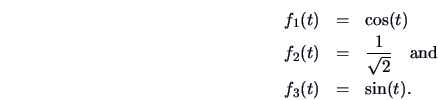 f₁(t) = cos(t)
f₂(t) = 1/√2 and
f₃(t) = sin(t).